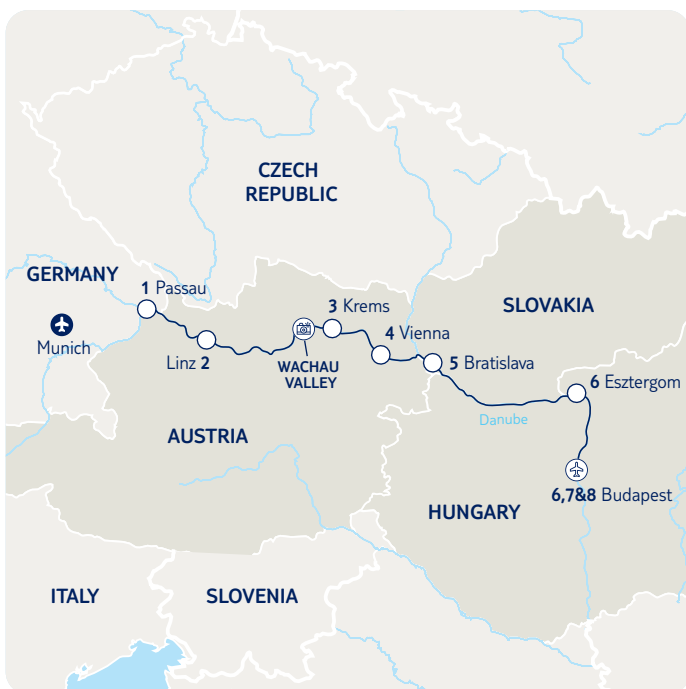 CZECH
REPUBLIC
GERMANY
1 Passau
3 Krems
SLOVAKIA
Munich
Linz 2
4 Vienna
WACHAU
VALLEY
5 Bratislava
6 Esztergom
Danube
AUSTRIA
6,7&8 Budapest
HUNGARY
ITALY
SLOVENIA